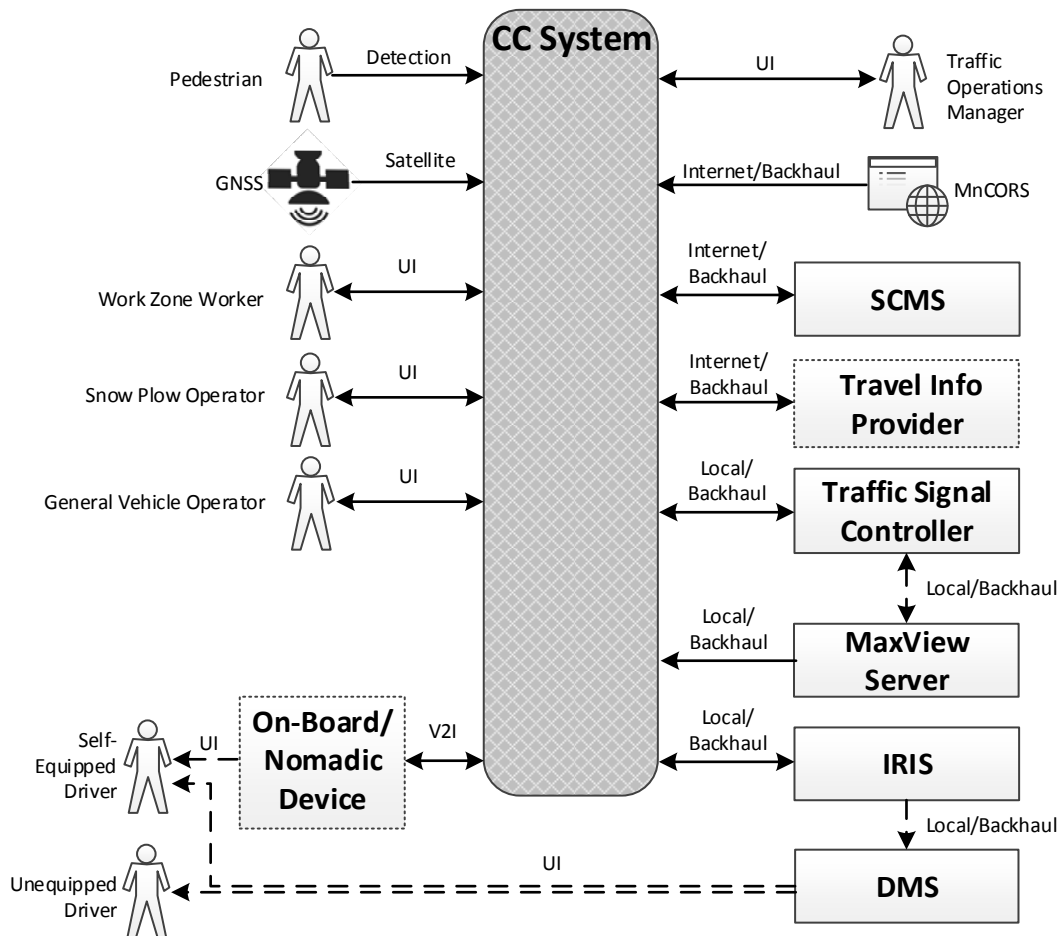 CC System
Pedestrian
Detection
UI
Traffic
Operations
Manager
GNSS
Satellite
Internet/Backhaul
MnCORS
Work Zone Worker
UI
Internet/
Backhaul
SCMS
Snow Plow Operator
UI
Internet/
Backhaul
Travel Info
Provider
General Vehicle Operator
UI
Local/
Backhaul
Traffic Signal
Controller
Local/Backhaul
Local/
Backhaul
MaxView
Server
Self-
Equipped
Driver
UI
On-Board/
Nomadic
Device
V2I
Local/
Backhaul
IRIS
Local/Backhaul
Unequipped
Driver
UI
DMS